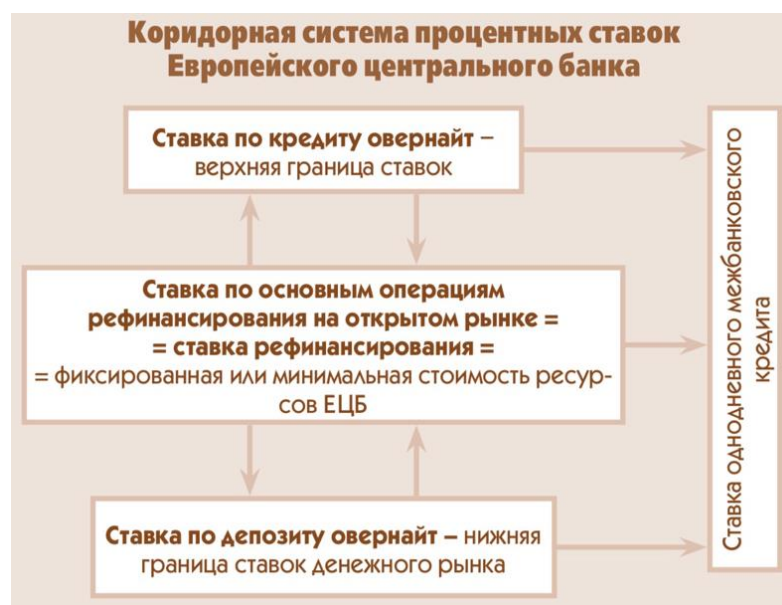 Коридорная система процентных ставок
Европейского центрального банка
Ставка по кредиту овернайт –
верхняя граница ставок
Ставка по основным операциям
рефинансирования на открытом рынке =
= ставка рефинансирования =
= фиксированная или минимальная стоимость ресур-
сов ЕЦБ
Ставка по депозиту овернайт – нижняя
граница ставок денежного рынка
Ставка однодневного межбанковского
кредита